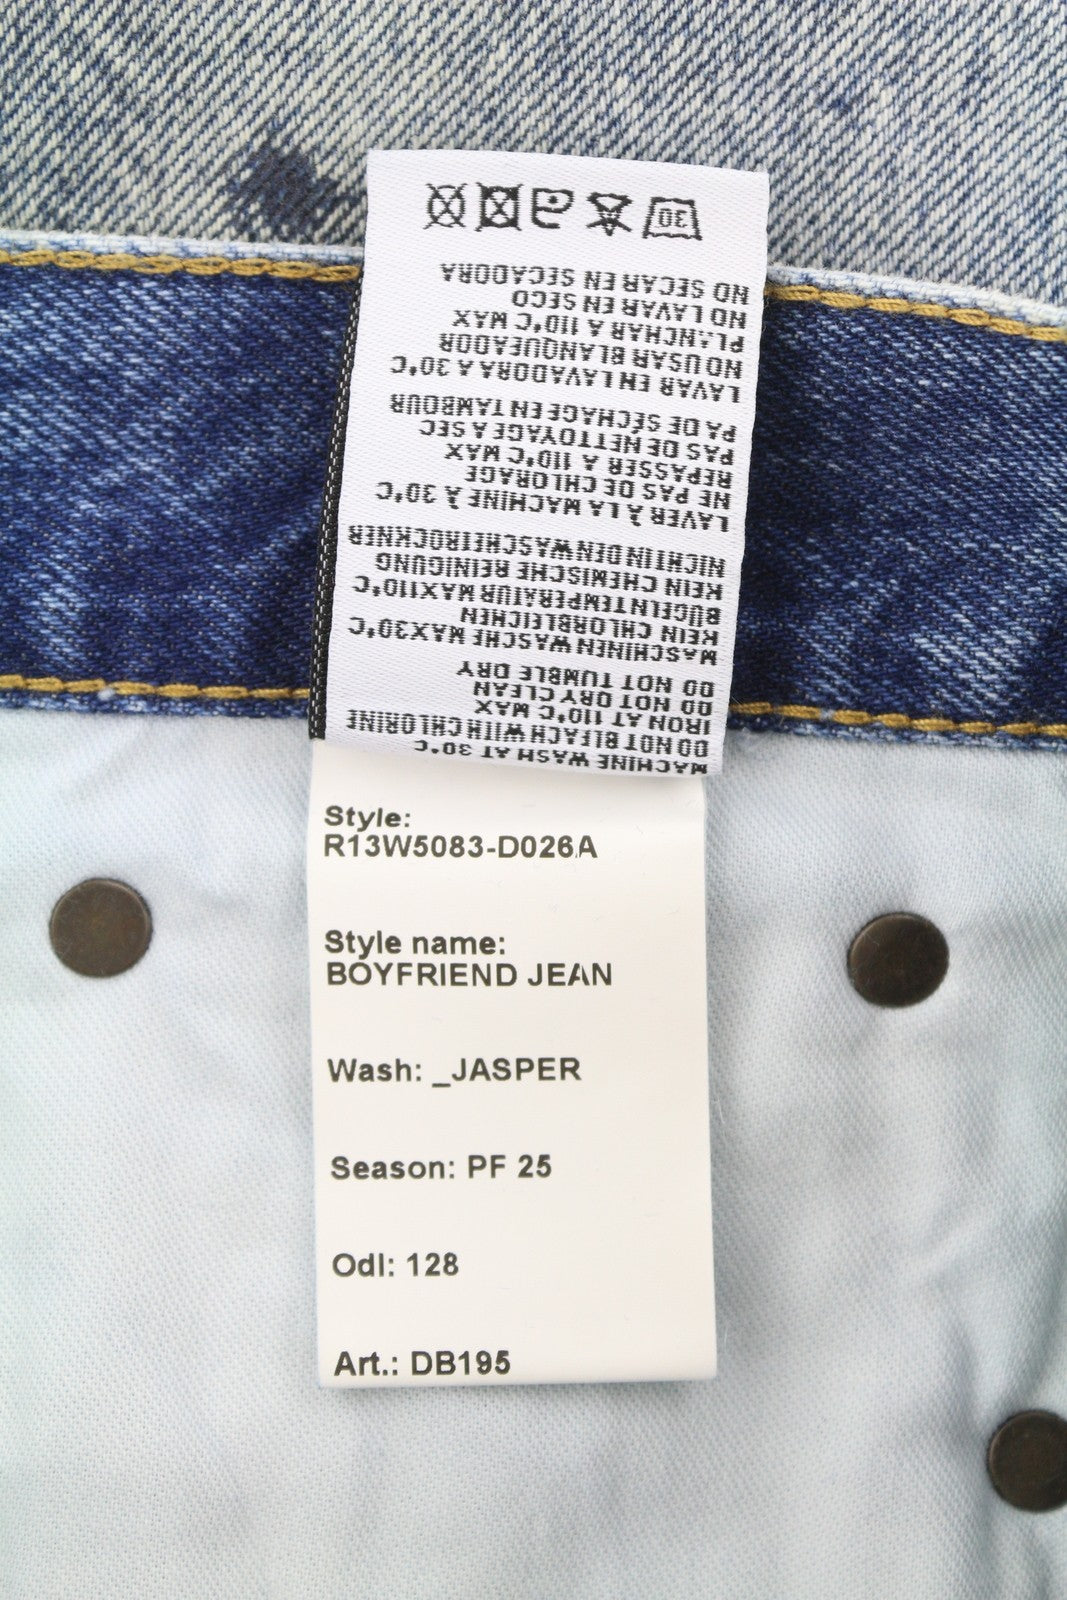 30
MACHINE WASH AT 30°C
DO NOT BLEACH WITH CHLORINE
IRON AT 110°C MAX
DO NOT DRY CLEAN
DO NOT TUMBLE DRY
MASCHINEN WASCHE MAX30°C
KEIN CHLORBLEICHEN
BUGELNTEMPERATUR MAX110°C
KEIN CHEMISCHE REINIGUNG
NICHT IN DEN WASCHETROCKNER
LAVER À LA MACHINE À 30°C
NE PAS DE CHLORAGE
REPASSER A 110°C MAX
PAS DE NETTOYAGE A SEC
PA DE SÉCHAGE EN TAMBOUR
LAVAR EN LAVADORA A 30°C
NO USAR BLANQUEADOR
PLANCHAR A 110°C MAX
NO LAVAR EN SECO
NO SECAR EN SECADORA
Style:
R13W5083-D026A
Style name:
BOYFRIEND JEAN
Wash: _JASPER
Season: PF 25
Odl: 128
Art.: DB195